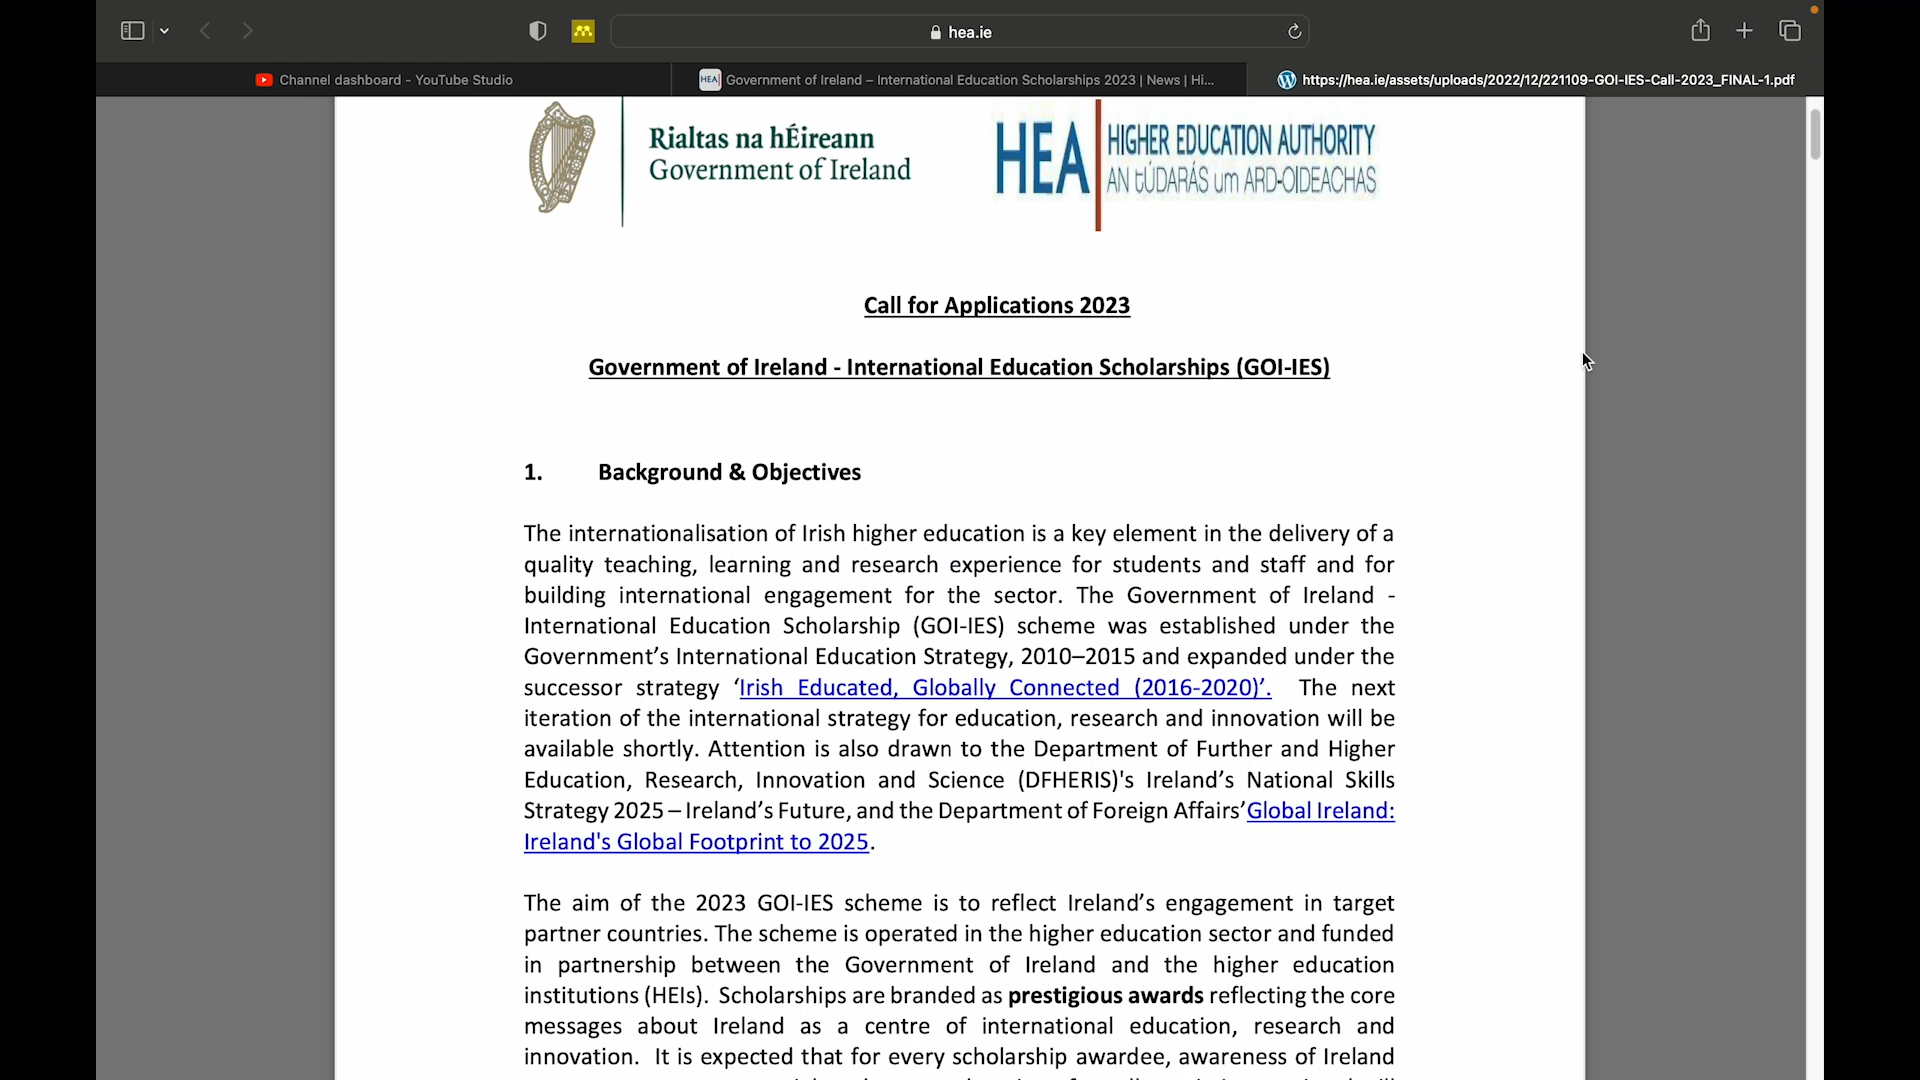 hea.ie
Channel dashboard - YouTube Studio
HEA Government of Ireland – International Education Scholarships 2023 | News | Hi...
https://hea.ie/assets/uploads/2022/12/221109-GOI-IES-Call-2023_FINAL-1.pdf
Rialtas na hÉireann
Government of Ireland
HEA HIGHER EDUCATION AUTHORITY
AN tÚDARÁS um ARD-OIDEACHAS
Call for Applications 2023
Government of Ireland - International Education Scholarships (GOI-IES)
1. Background & Objectives
The internationalisation of Irish higher education is a key element in the delivery of a
quality teaching, learning and research experience for students and staff and for
building international engagement for the sector. The Government of Ireland -
International Education Scholarship (GOI-IES) scheme was established under the
Government’s International Education Strategy, 2010–2015 and expanded under the
successor strategy ‘Irish Educated, Globally Connected (2016-2020)’. The next
iteration of the international strategy for education, research and innovation will be
available shortly. Attention is also drawn to the Department of Further and Higher
Education, Research, Innovation and Science (DFHERIS)'s Ireland’s National Skills
Strategy 2025 – Ireland’s Future, and the Department of Foreign Affairs’ Global Ireland:
Ireland's Global Footprint to 2025.
The aim of the 2023 GOI-IES scheme is to reflect Ireland’s engagement in target
partner countries. The scheme is operated in the higher education sector and funded
in partnership between the Government of Ireland and the higher education
institutions (HEIs). Scholarships are branded as prestigious awards reflecting the core
messages about Ireland as a centre of international education, research and
innovation. It is expected that for every scholarship awardee, awareness of Ireland